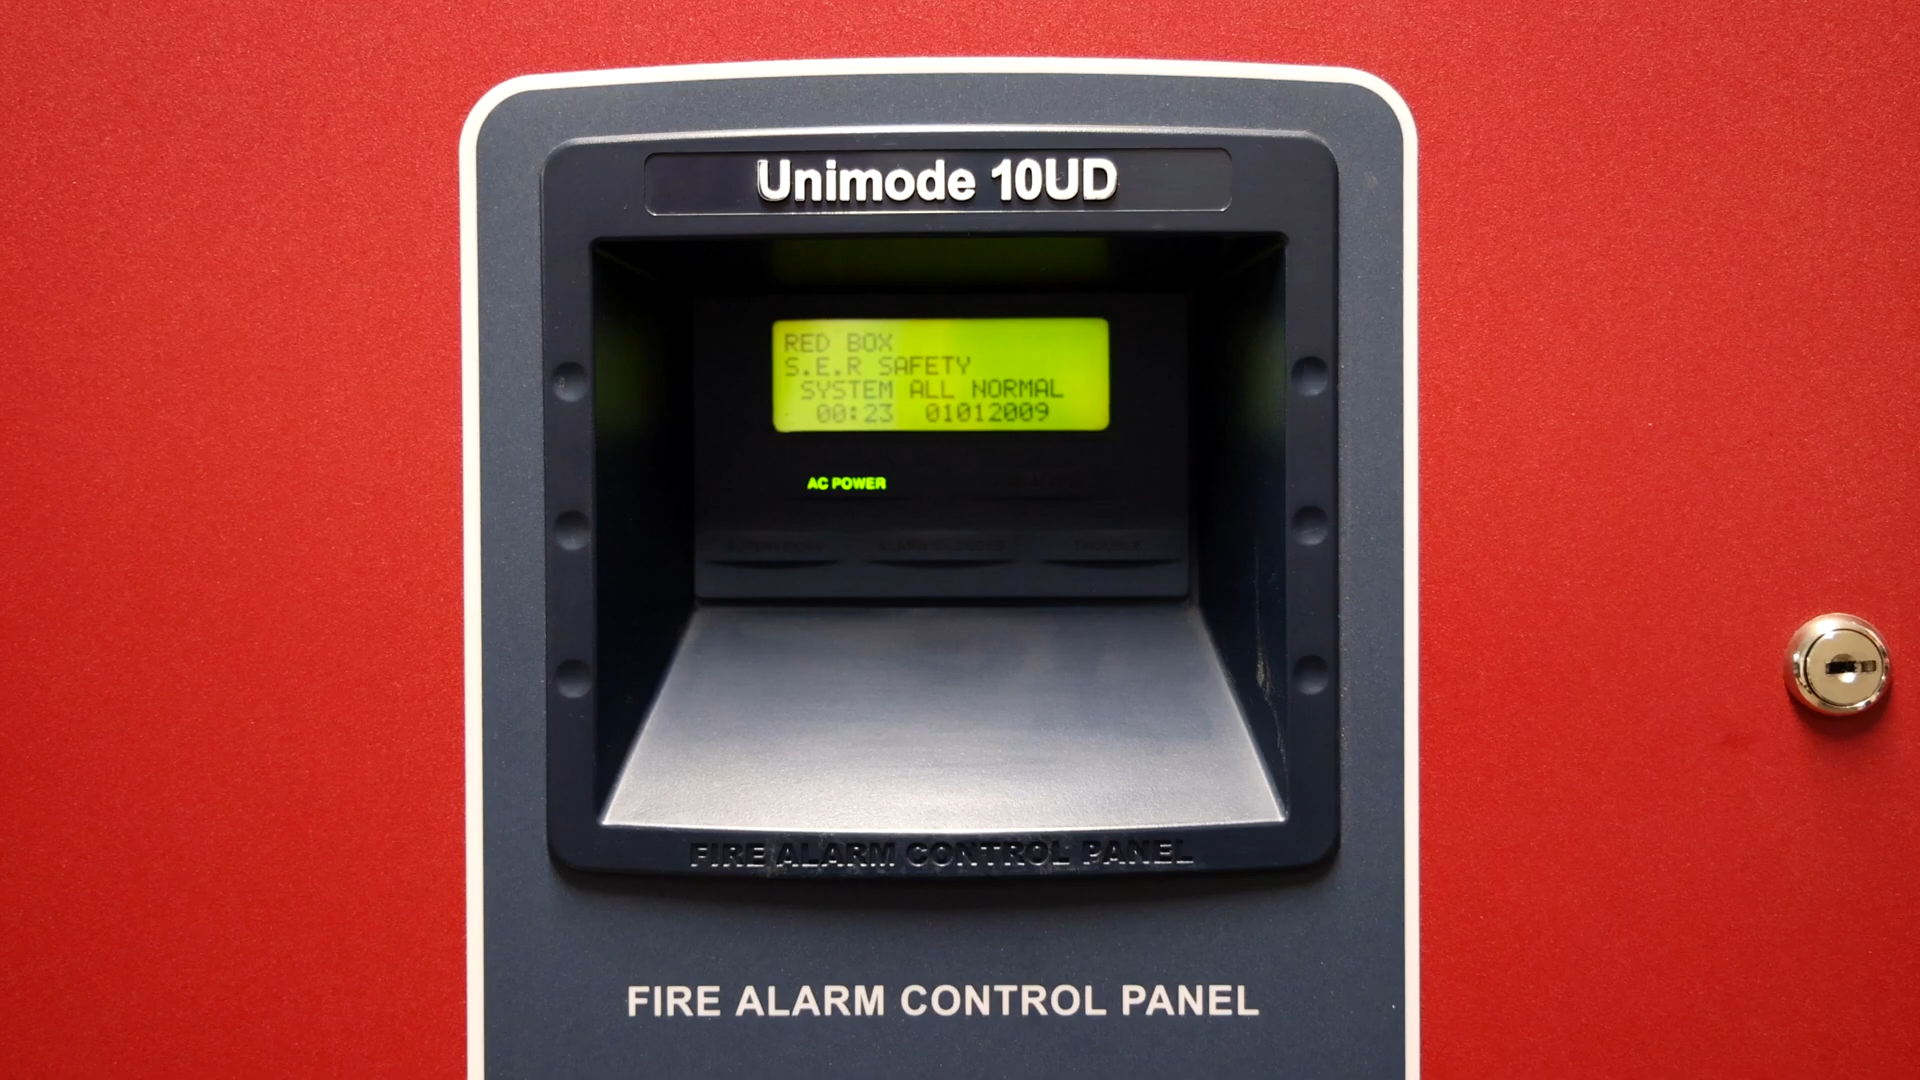 Unimode 10UD
RED BOX
S.E.R SAFETY
SYSTEM ALL NORMAL
00:23 01012009
AC POWER
FIRE ALARM CONTROL PANEL
FIRE ALARM CONTROL PANEL